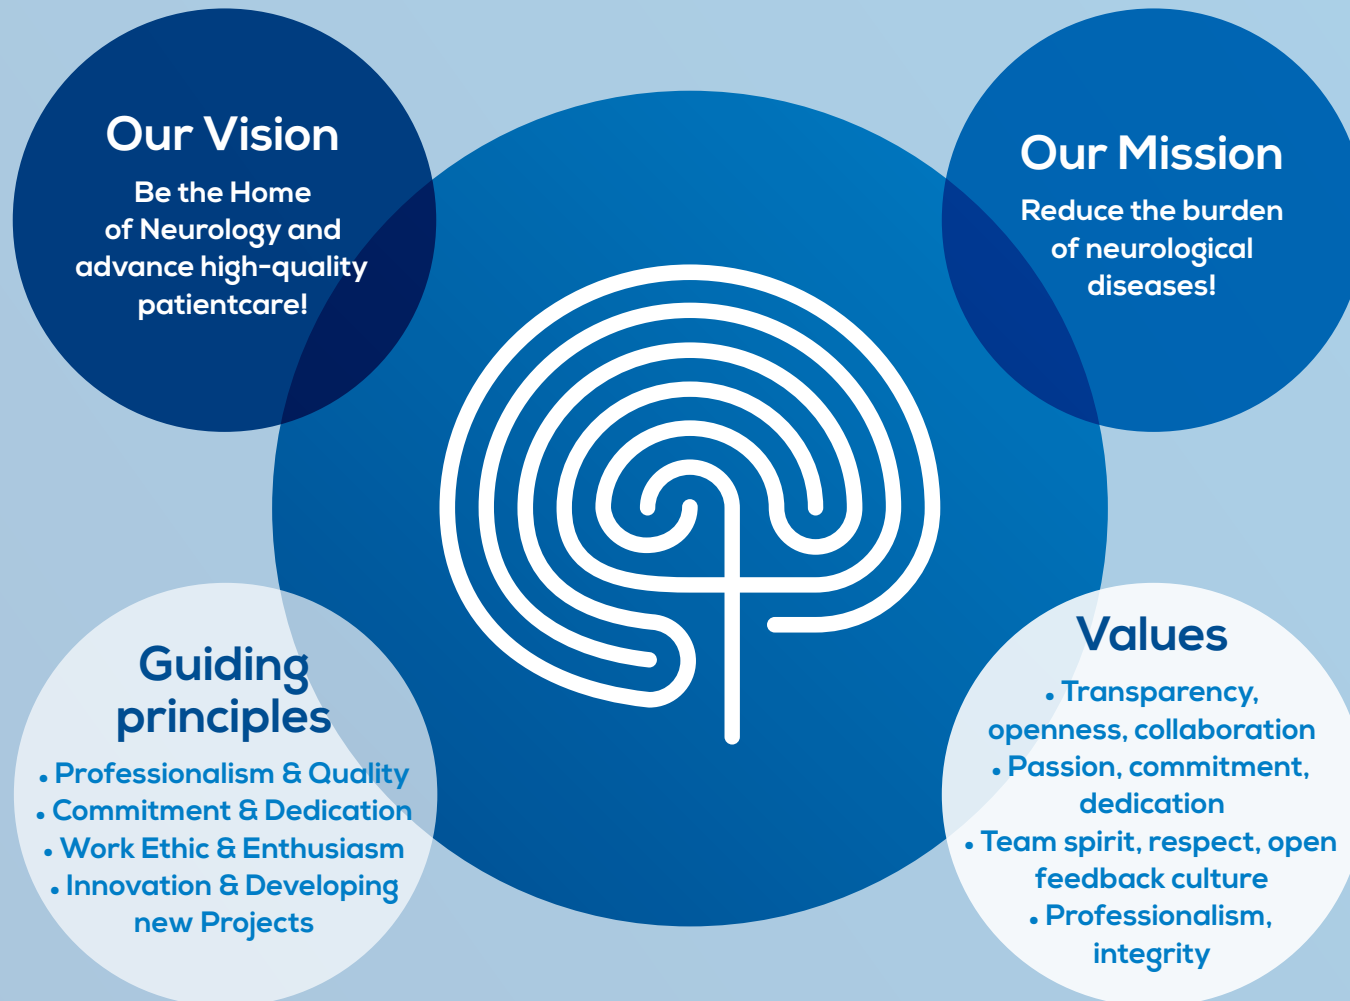 Our Vision
Be the Home
of Neurology and
advance high-quality
patientcare!
Our Mission
Reduce the burden
of neurological
diseases!
Guiding
principles
• Professionalism & Quality
• Commitment & Dedication
• Work Ethic & Enthusiasm
• Innovation & Developing
new Projects
Values
• Transparency,
openness, collaboration
• Passion, commitment,
dedication
• Team spirit, respect, open
feedback culture
• Professionalism,
integrity